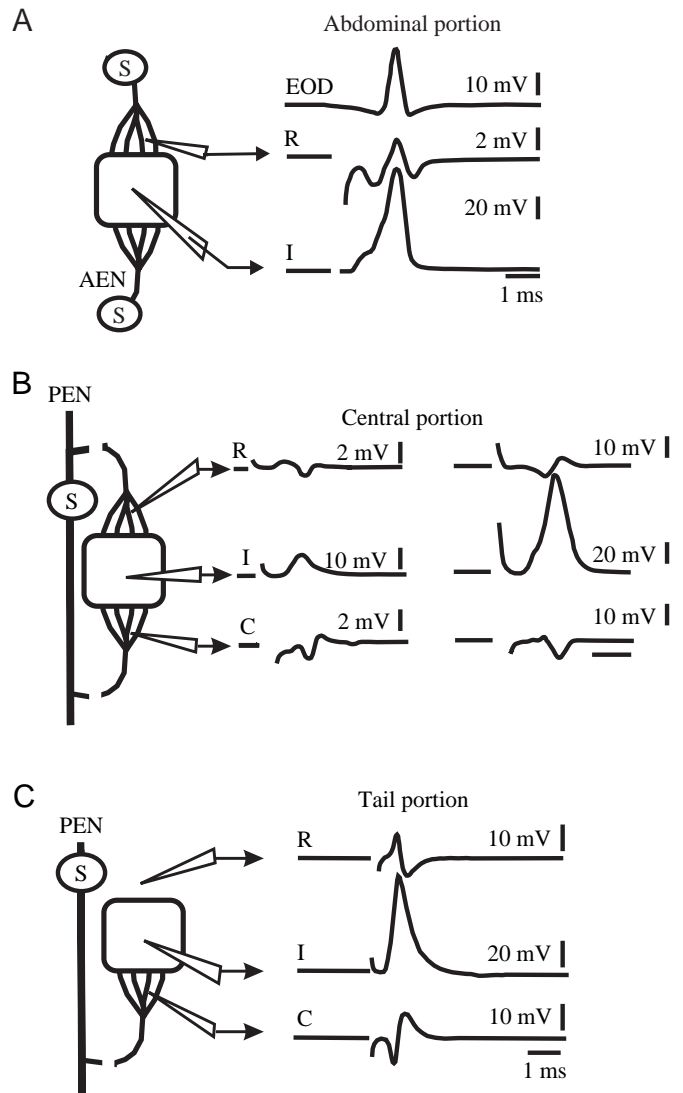 A
Abdominal portion
S
EOD
10 mV
R
2 mV
20 mV
AEN
I
S
1 ms
B
PEN
Central portion
R
2 mV
10 mV
S
I
10 mV
20 mV
C
2 mV
10 mV
C
Tail portion
PEN
R
10 mV
S
I
20 mV
C
10 mV
1 ms